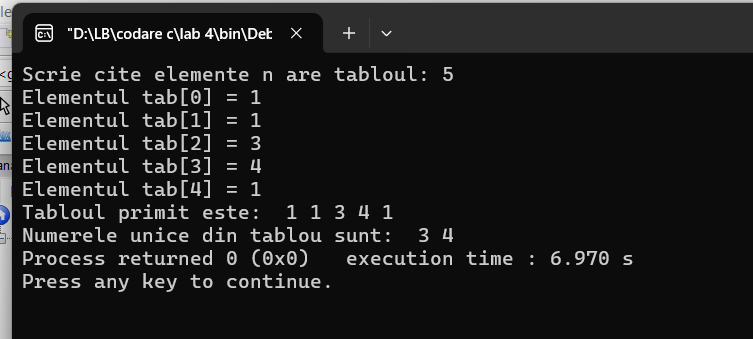 "D:\LB\codare c\lab 4\bin\Deb
Scrie cite elemente n are tabloul: 5
Elementul tab[0] = 1
Elementul tab[1] = 1
Elementul tab[2] = 3
Elementul tab[3] = 4
Elementul tab[4] = 1
Tabloul primit este:  1 1 3 4 1
Numerele unice din tablou sunt:  3 4
Process returned 0 (0x0)   execution time : 6.970 s
Press any key to continue.